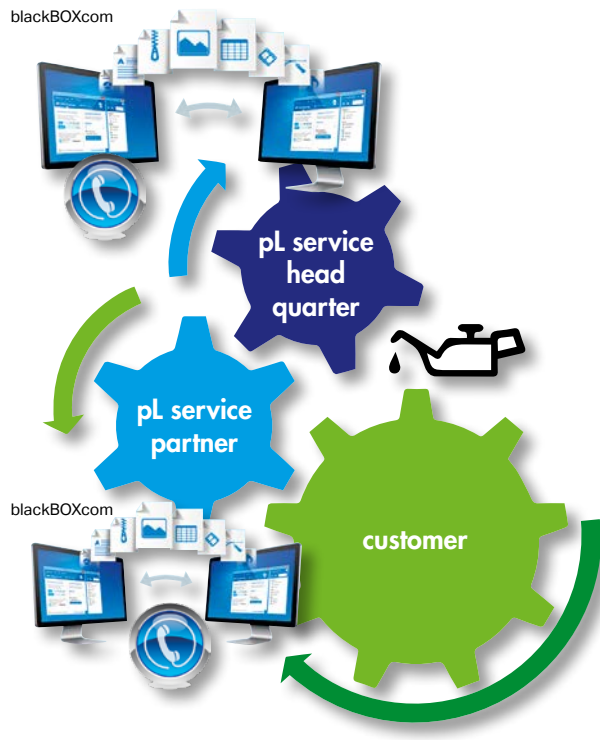 blackBOXcom
pL service
head
quarter
pL service
partner
blackBOXcom
customer